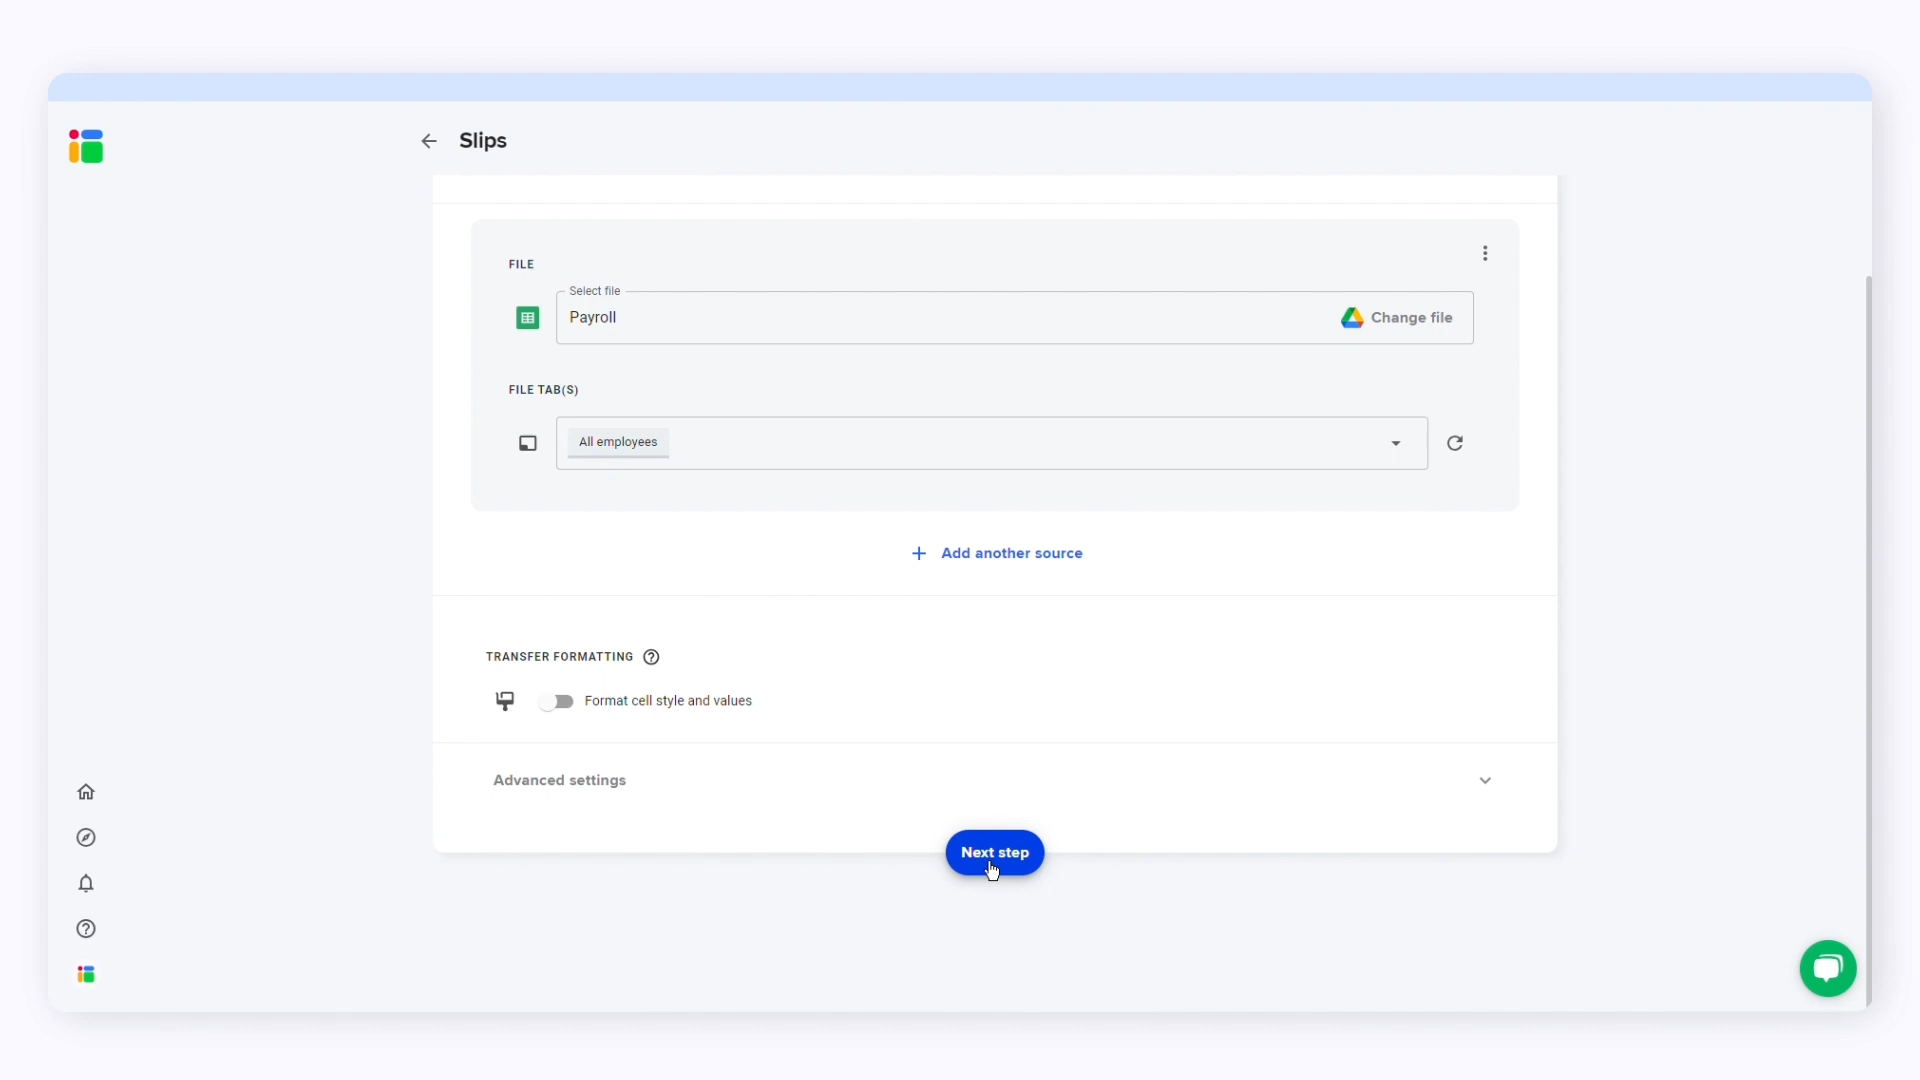 Slips
FILE
Select file
Payroll
Change file
FILE TAB(S)
All employees
Add another source
TRANSFER FORMATTING
Format cell style and values
Advanced settings
Next step